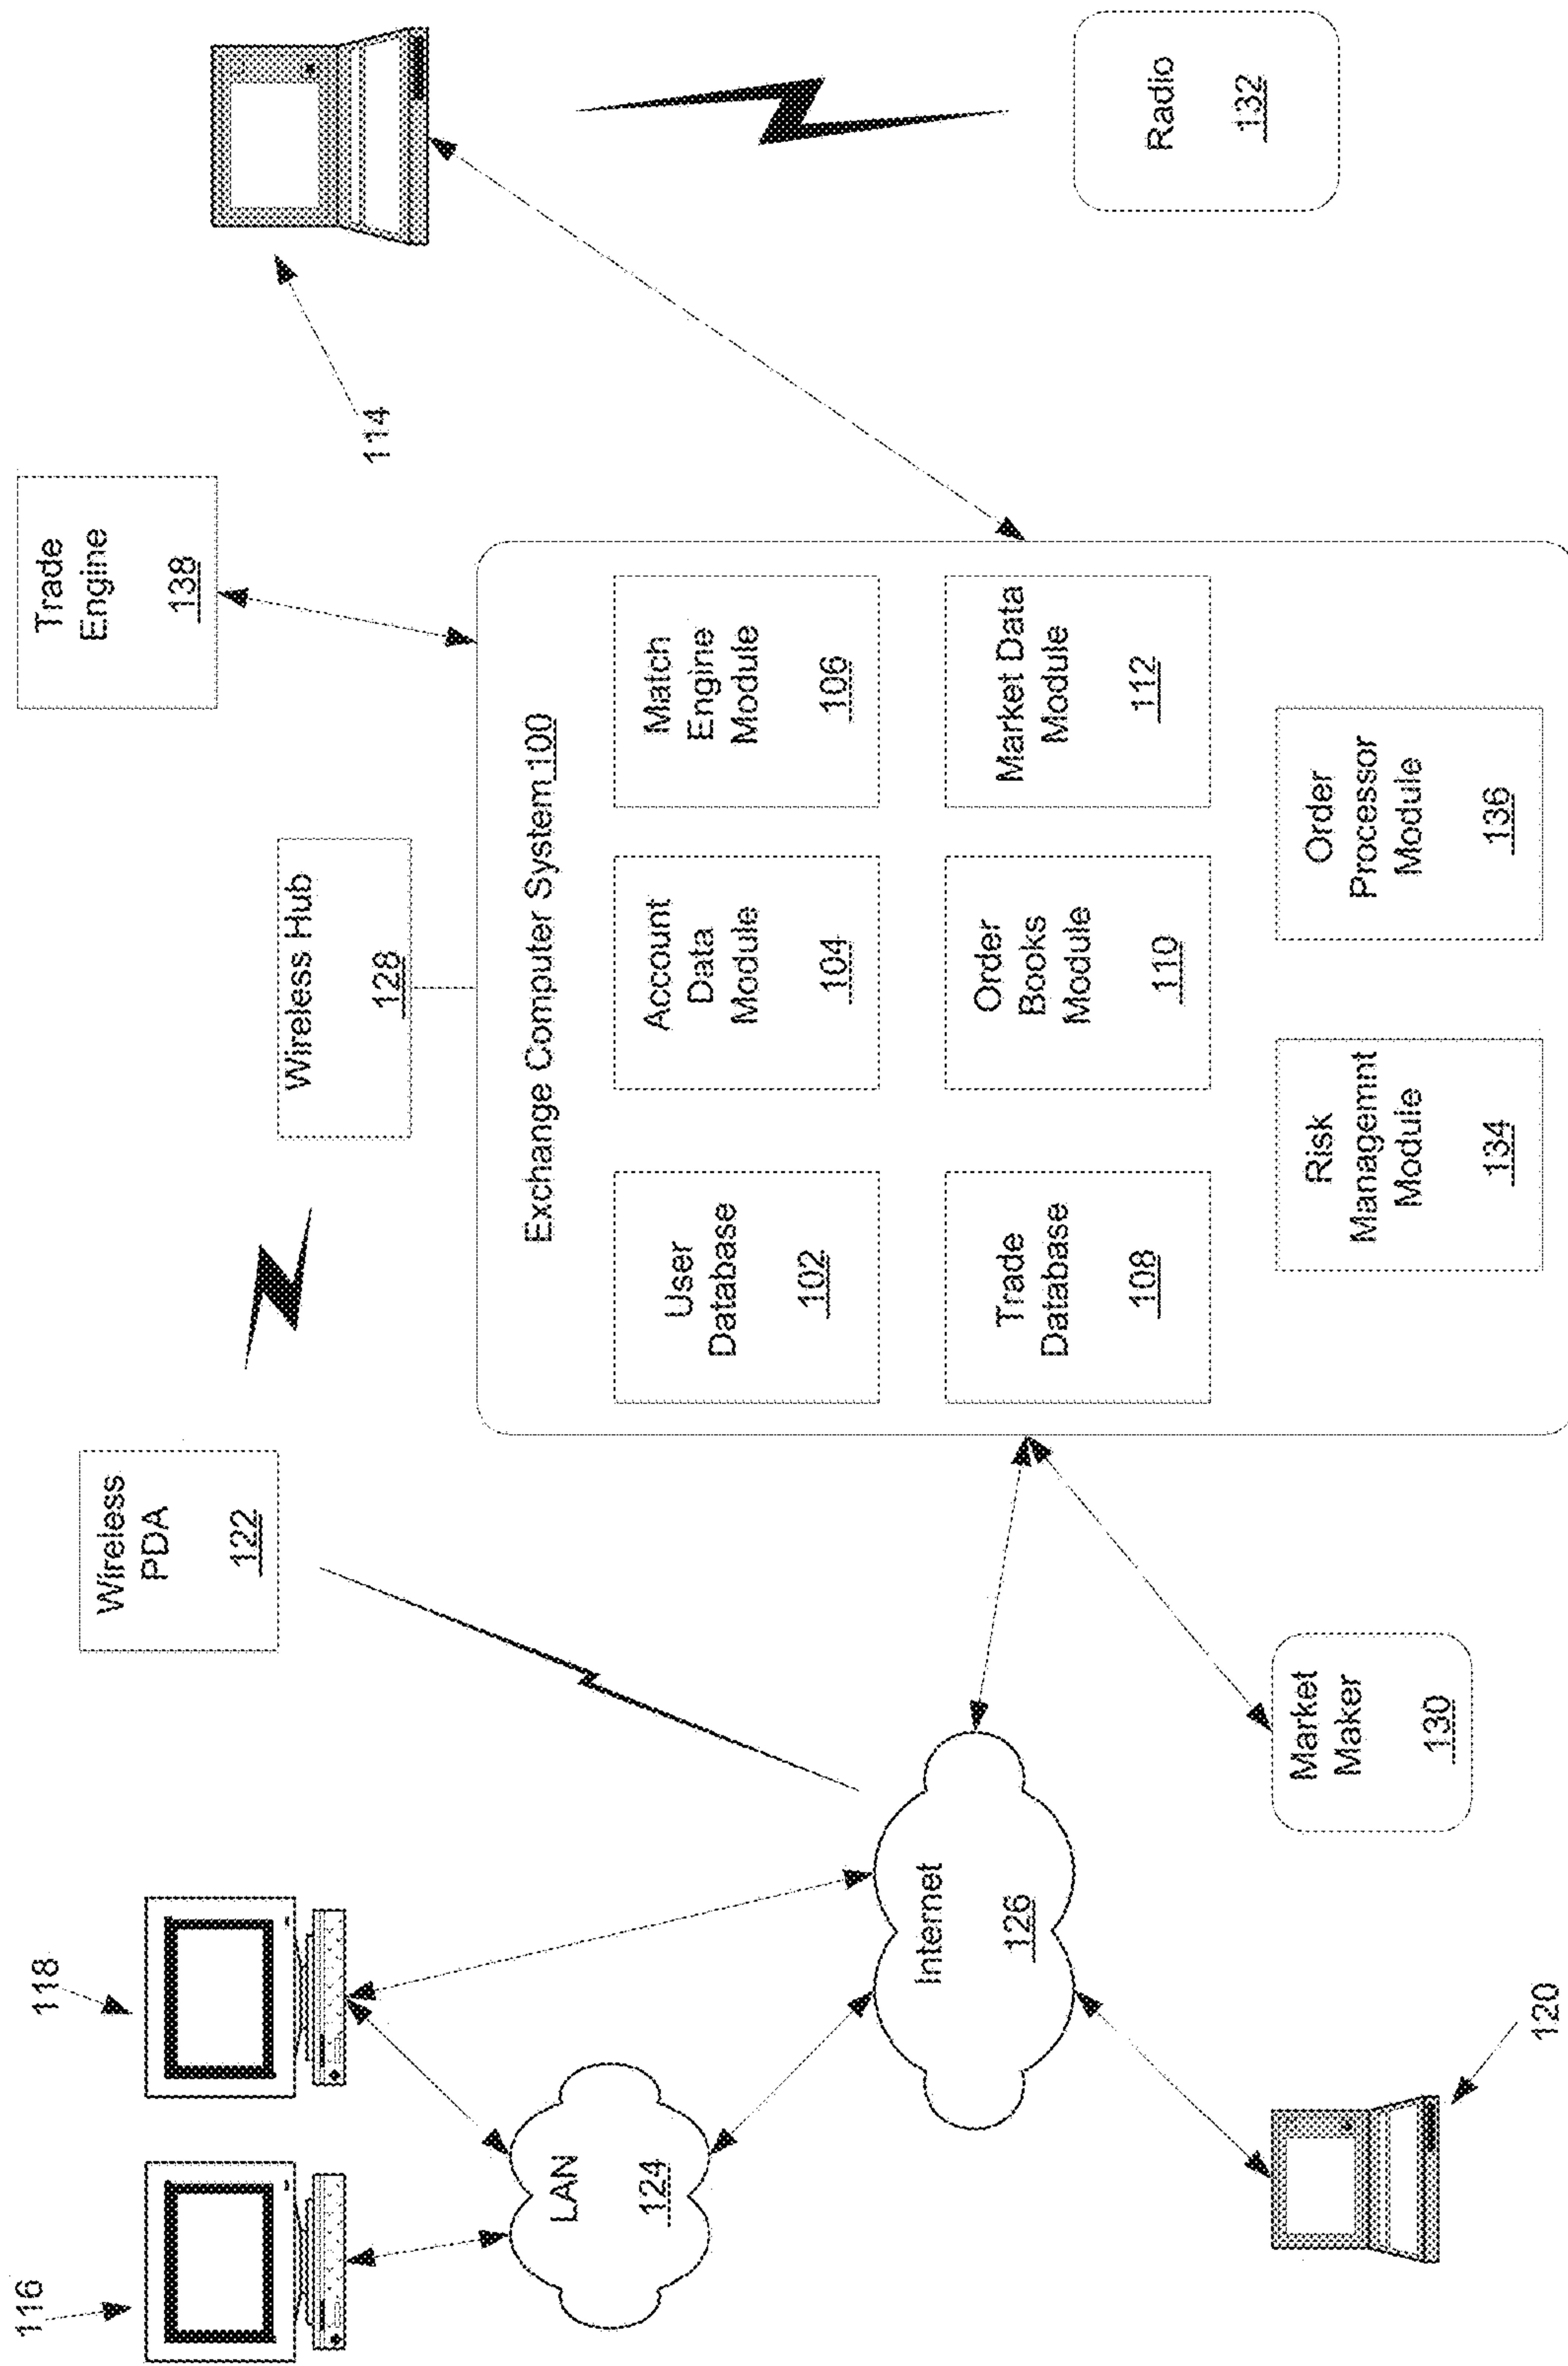 116
118
Wireless
PDA
122
Wireless Hub
128
Trade
Engine
138
114
LAN
124
Internet
126
120
Market
Maker
130
Exchange Computer System 100
User
Database
102
Account
Data
Module
104
Match
Engine
Module
106
Trade
Database
108
Order
Books
Module
110
Market Data
Module
112
Risk
Managemnt
Module
134
Order
Processor
Module
136
Radio
132